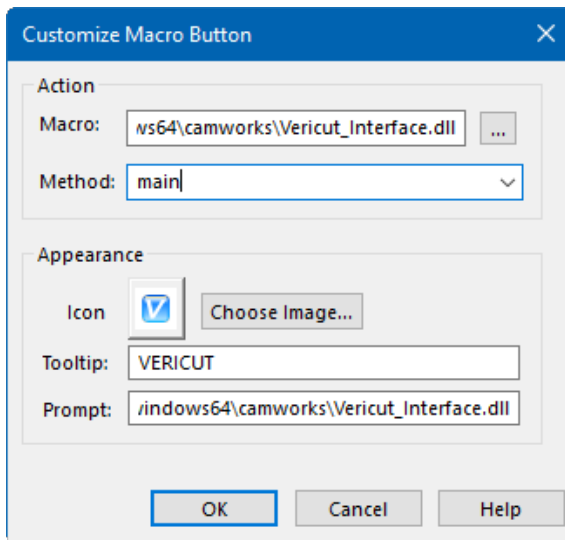 Customize Macro Button
Action
Macro: ws64\camworks\Vericut_Interface.dll ...
Method: main
Appearance
Icon V Choose Image...
Tooltip: VERICUT
Prompt: /indows64\camworks\Vericut_Interface.dll
OK Cancel Help